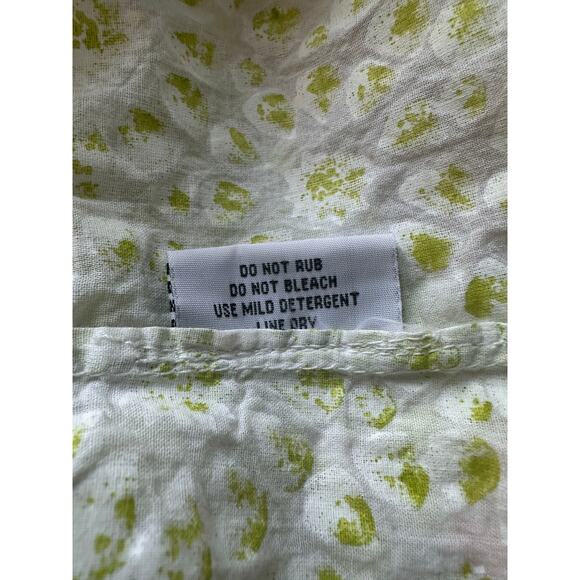 DO NOT RUB
DO NOT BLEACH
USE MILD DETERGENT
LINE DRY